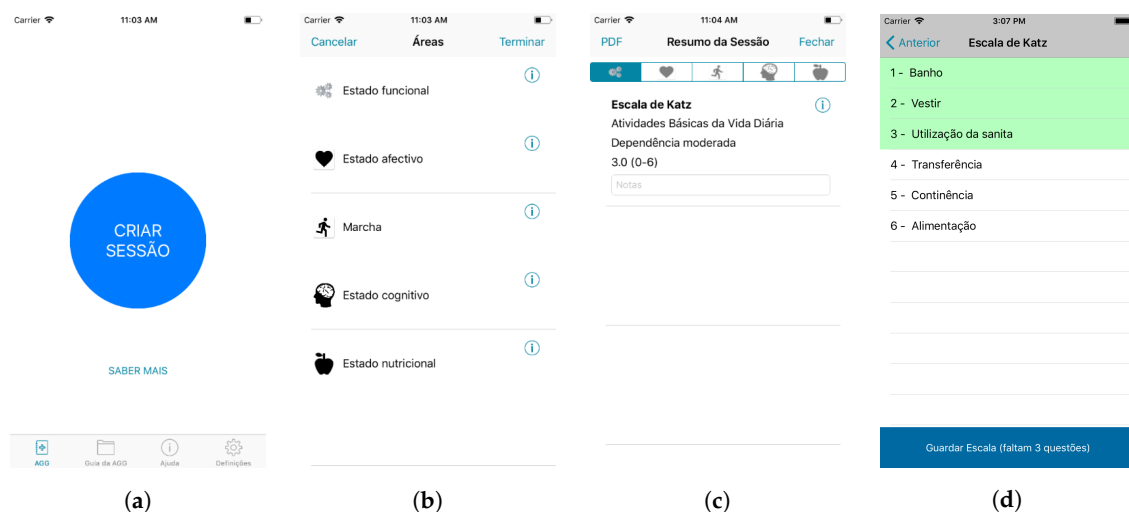 Carrier 11:03 AM
CRIAR
SESSÃO
SABER MAIS
AGG Guia da AGG Ajuda Definições
(a)
Carrier 11:03 AM
Cancelar Áreas Terminar
Estado funcional
Estado afectivo
Marcha
Estado cognitivo
Estado nutricional
(b)
Carrier 11:04 AM
PDF Resumo da Sessão Fechar
Escala de Katz
Atividades Básicas da Vida Diária
Dependência moderada
3.0 (0-6)
Notas
(c)
Carrier 3:07 PM
Anterior Escala de Katz
1 - Banho
2 - Vestir
3 - Utilização da sanita
4 - Transferência
5 - Continência
6 - Alimentação
Guardar Escala (faltam 3 questões)
(d)